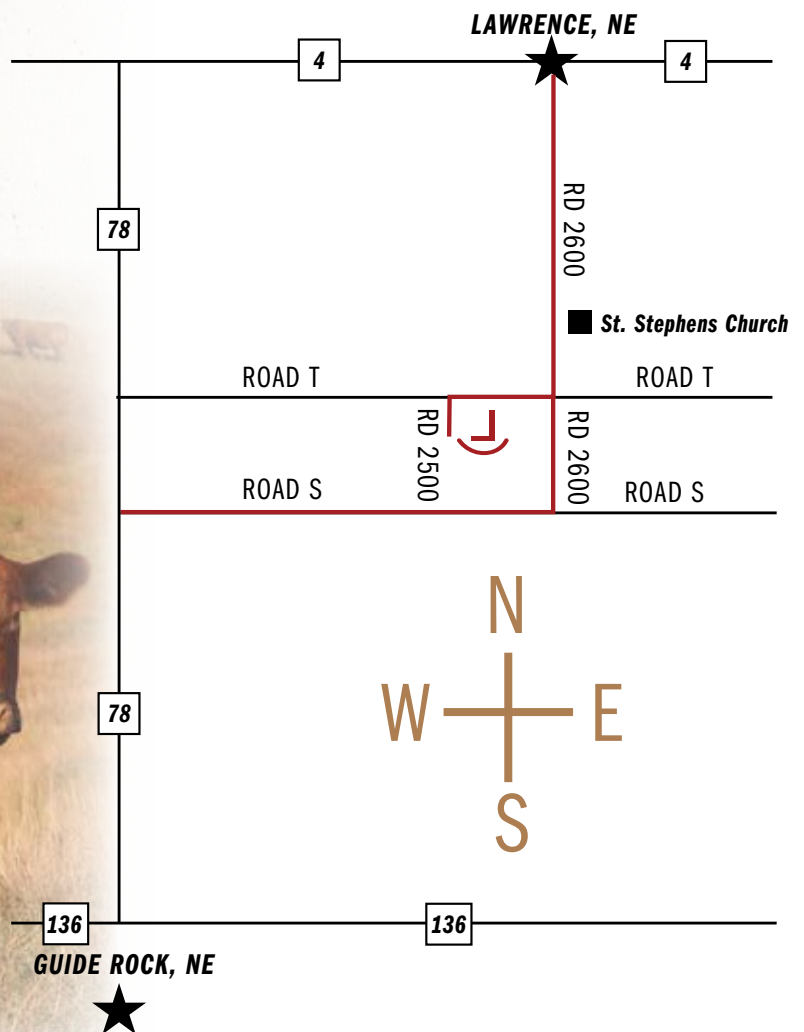 LAWRENCE, NE
4
4
78
RD 2600
St. Stephens Church
ROAD T
ROAD T
RD 2500
RD 2600
ROAD S
ROAD S
N
W
E
S
78
136
136
GUIDE ROCK, NE